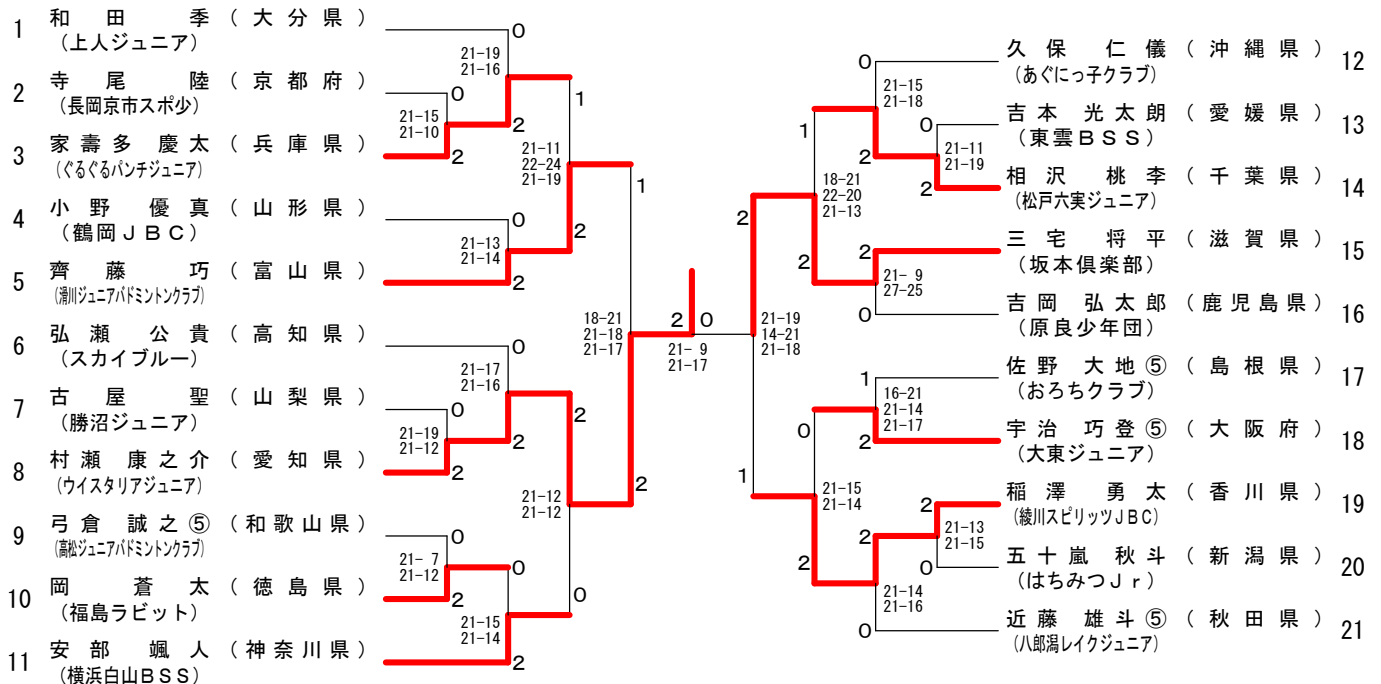 1 和田 季 (大分県)
(上人ジュニア)
2 寺尾 陸 (京都府)
(長岡京市スポ少)
3 家壽多 慶太 (兵庫県)
(ぐるぐるパンチジュニア)
4 小野 優真 (山形県)
(鶴岡JBC)
5 齊藤 巧 (富山県)
(滑川ジュニアバドミントンクラブ)
6 弘瀬 公貴 (高知県)
(スカイブルー)
7 古屋 聖 (山梨県)
(勝沼ジュニア)
8 村瀬 康之介 (愛知県)
(ウイスタリアジュニア)
9 弓倉 誠之⑤ (和歌山県)
(高松ジュニアバドミントンクラブ)
10 岡 蒼太 (徳島県)
(福島ラビット)
11 安部 颯人 (神奈川県)
(横浜白山BSS)
0
21-19
21-16
2
0
21-15
21-10
2
1
21-11
22-24
21-19
2
0
21-13
21-14
2
1
18-21
21-18
21-17
2
0
21-17
21-16
2
0
21-19
21-12
2
2
21-12
21-12
0
0
21- 7
21-12
2
0
21-15
21-14
2
2 0
21- 9
21-17
2
21-19
14-21
21-18
1
1
18-21
22-20
21-13
2
0
21-15
21-18
2
0
21-11
21-19
2
2
21- 9
27-25
0
0
21-15
21-14
2
1
16-21
21-14
21-17
2
2
21-13
21-15
0
2
21-14
21-16
0
久保 仁儀 (沖縄県) 12
(あぐにっ子クラブ)
吉本 光太朗 (愛媛県) 13
(東雲BSS)
相沢 桃李 (千葉県) 14
(松戸六実ジュニア)
三宅 将平 (滋賀県) 15
(坂本倶楽部)
吉岡 弘太郎 (鹿児島県) 16
(原良少年団)
佐野 大地⑤ (島根県) 17
(おろちクラブ)
宇治 巧登⑤ (大阪府) 18
(大東ジュニア)
稲澤 勇太 (香川県) 19
(綾川スピリッツJBC)
五十嵐 秋斗 (新潟県) 20
(はちみつJr)
近藤 雄斗⑤ (秋田県) 21
(八郎潟レイクジュニア)